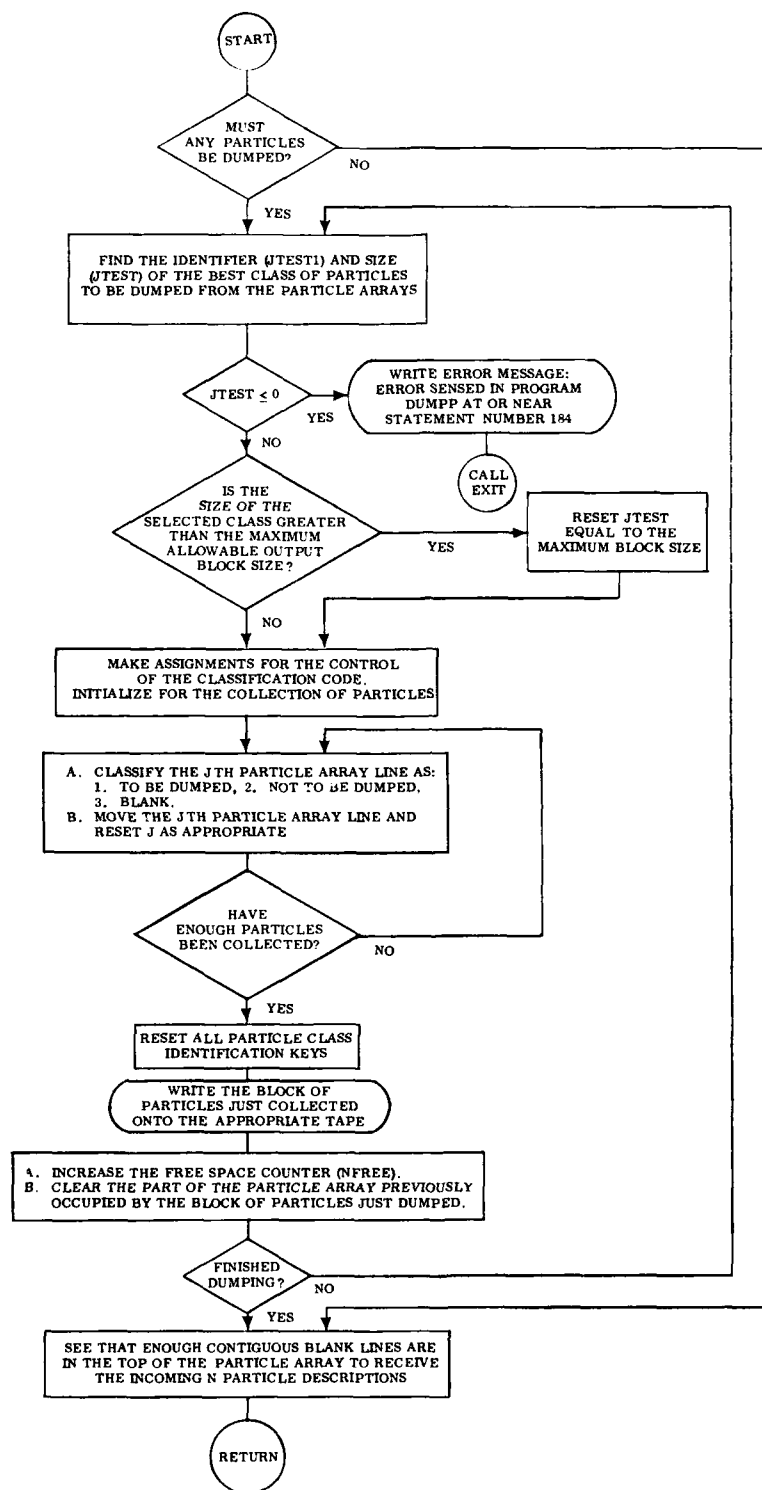 START
MUST
ANY PARTICLES
BE DUMPED?
NO
YES
FIND THE IDENTIFIER (JTEST1) AND SIZE
(JTEST) OF THE BEST CLASS OF PARTICLES
TO BE DUMPED FROM THE PARTICLE ARRAYS
JTEST ≤ 0
YES
WRITE ERROR MESSAGE:
ERROR SENSED IN PROGRAM
DUMPP AT OR NEAR
STATEMENT NUMBER 184
NO
CALL
EXIT
IS THE
SIZE OF THE
SELECTED CLASS GREATER
THAN THE MAXIMUM
ALLOWABLE OUTPUT
BLOCK SIZE?
YES
RESET JTEST
EQUAL TO THE
MAXIMUM BLOCK SIZE
NO
MAKE ASSIGNMENTS FOR THE CONTROL
OF THE CLASSIFICATION CODE.
INITIALIZE FOR THE COLLECTION OF PARTICLES
A. CLASSIFY THE JTH PARTICLE ARRAY LINE AS:
1. TO BE DUMPED, 2. NOT TO BE DUMPED,
3. BLANK.
B. MOVE THE JTH PARTICLE ARRAY LINE AND
RESET J AS APPROPRIATE
HAVE
ENOUGH PARTICLES
BEEN COLLECTED?
NO
YES
RESET ALL PARTICLE CLASS
IDENTIFICATION KEYS
WRITE THE BLOCK OF
PARTICLES JUST COLLECTED
ONTO THE APPROPRIATE TAPE
A. INCREASE THE FREE SPACE COUNTER (NFREE).
B. CLEAR THE PART OF THE PARTICLE ARRAY PREVIOUSLY
OCCUPIED BY THE BLOCK OF PARTICLES JUST DUMPED.
FINISHED
DUMPING?
NO
YES
SEE THAT ENOUGH CONTIGUOUS BLANK LINES ARE
IN THE TOP OF THE PARTICLE ARRAY TO RECEIVE
THE INCOMING N PARTICLE DESCRIPTIONS
RETURN